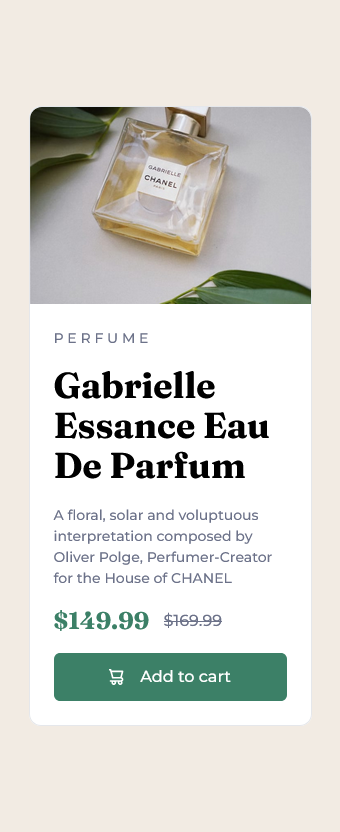 GABRIELLE
CHANEL
PARIS
PERFUME
Gabrielle
Essance Eau
De Parfum
A floral, solar and voluptuous
interpretation composed by
Oliver Polge, Perfumer-Creator
for the House of CHANEL
$149.99 $169.99
Add to cart